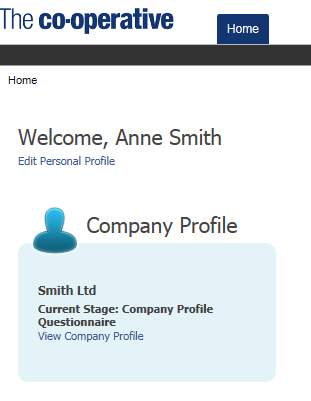 The co-operative
Home
Home
Welcome, Anne Smith
Edit Personal Profile
Company Profile
Smith Ltd
Current Stage: Company Profile
Questionnaire
View Company Profile